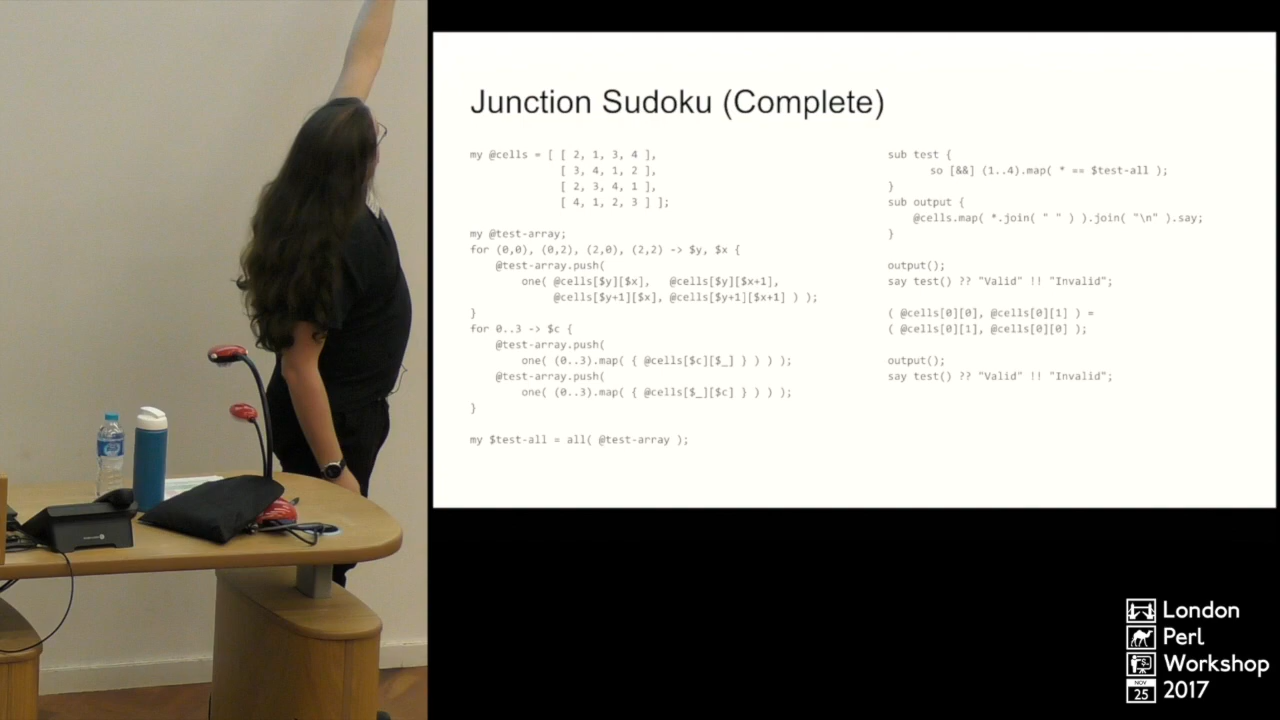 Junction Sudoku (Complete)
my @cells = [ [ 2, 1, 3, 4 ],
[ 3, 4, 1, 2 ],
[ 2, 3, 4, 1 ],
[ 4, 1, 2, 3 ] ];
my @test-array;
for (0,0), (0,2), (2,0), (2,2) -> $y, $x {
@test-array.push(
one( @cells[$y][$x], @cells[$y][$x+1],
@cells[$y+1][$x], @cells[$y+1][$x+1] ) );
}
for 0..3 -> $c {
@test-array.push(
one( (0..3).map( { @cells[$c][$_] } ) ) );
@test-array.push(
one( (0..3).map( { @cells[$_][$c] } ) ) );
}
my $test-all = all( @test-array );
sub test {
so [&&] (1..4).map( * == $test-all );
}
sub output {
@cells.map( *.join( " " ) ).join( "\n" ).say;
}
output();
say test() ?? "Valid" !! "Invalid";
( @cells[0][0], @cells[0][1] ) =
( @cells[0][1], @cells[0][0] );
output();
say test() ?? "Valid" !! "Invalid";
London
Perl
Workshop
NOV
25
2017